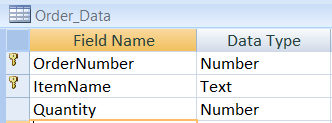 Order_Data
Field Name Data Type
OrderNumber Number
ItemName Text
Quantity Number